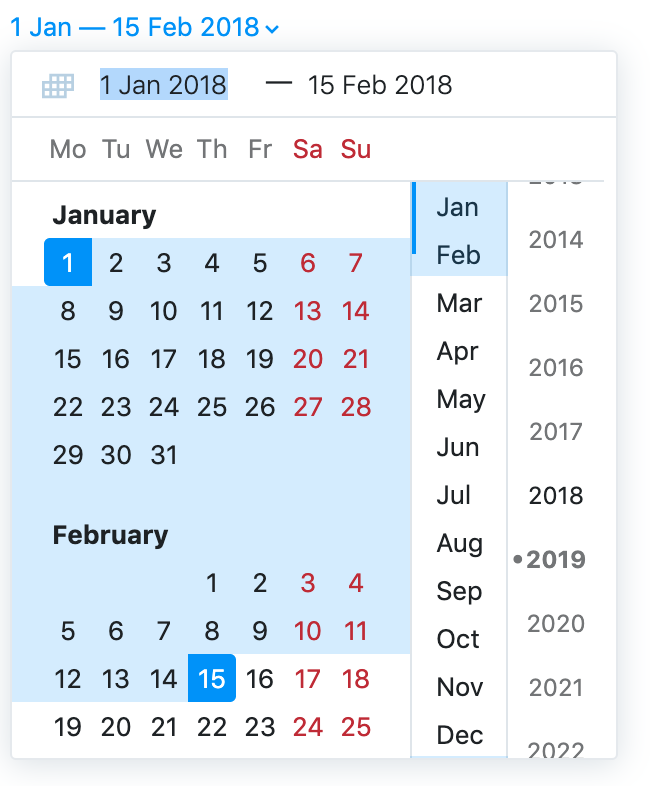 1 Jan — 15 Feb 2018
1 Jan 2018 — 15 Feb 2018
Mo Tu We Th Fr Sa Su
January
1 2 3 4 5 6 7
8 9 10 11 12 13 14
15 16 17 18 19 20 21
22 23 24 25 26 27 28
29 30 31
February
1 2 3 4
5 6 7 8 9 10 11
12 13 14 15 16 17 18
19 20 21 22 23 24 25
Jan
Feb
Mar
Apr
May
Jun
Jul
Aug
Sep
Oct
Nov
Dec
2014
2015
2016
2017
2018
2019
2020
2021
2022